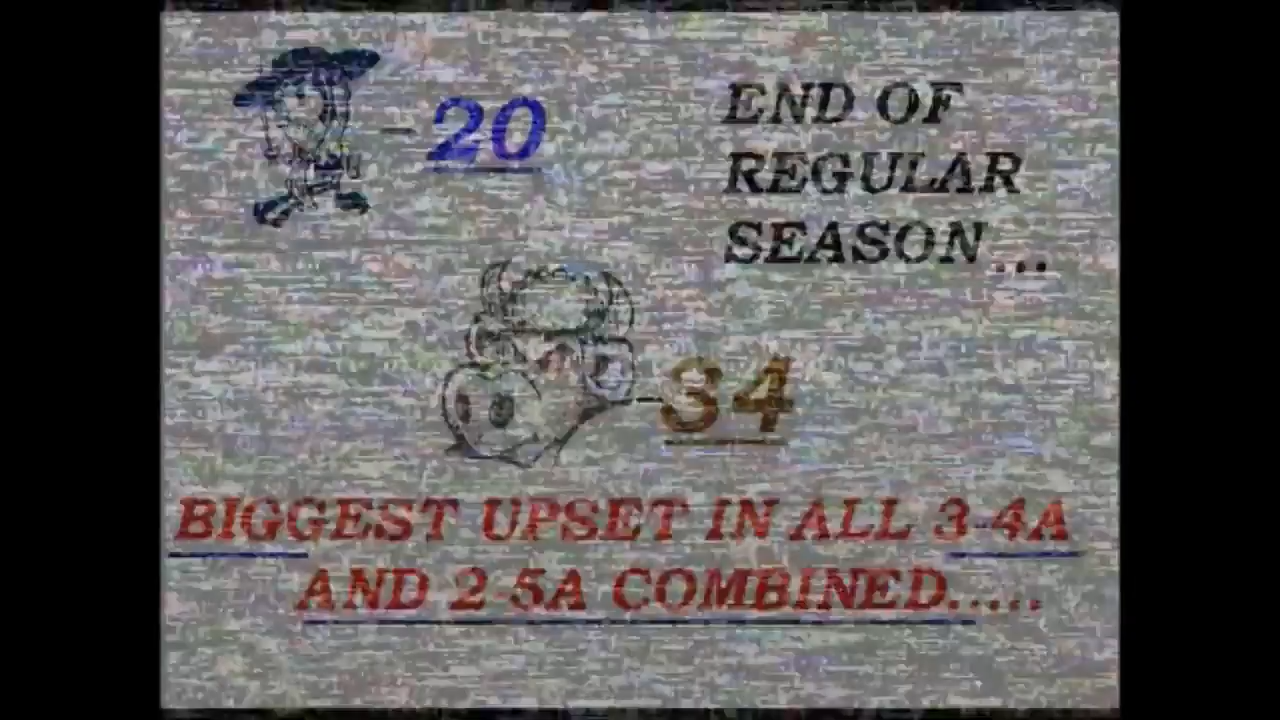 - 20
END OF
REGULAR
SEASON...
- 34
BIGGEST UPSET IN ALL 3-4A
AND 2-5A COMBINED.....